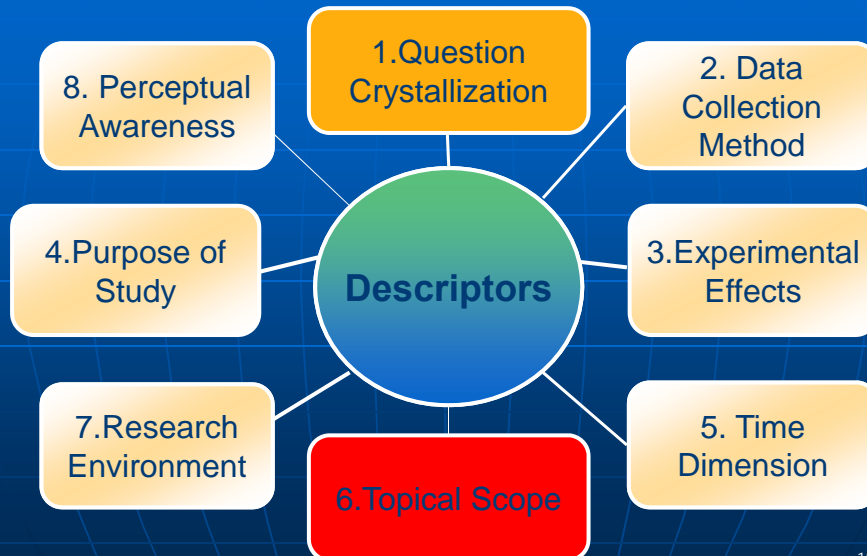 1.Question
Crystallization
8. Perceptual
Awareness
2. Data
Collection
Method
4.Purpose of
Study
Descriptors
3.Experimental
Effects
7.Research
Environment
6.Topical Scope
5. Time
Dimension